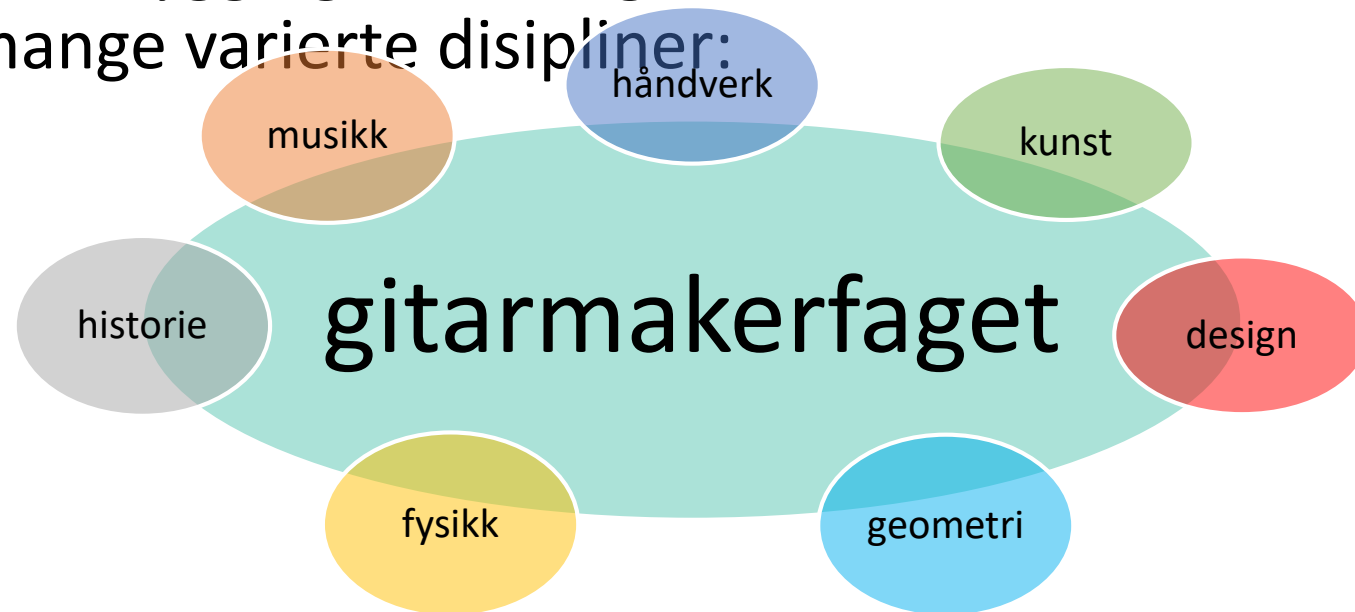 mange varierte disipliner:
håndverk
musikk
kunst
historie
gitarmakerfaget
design
fysikk
geometri